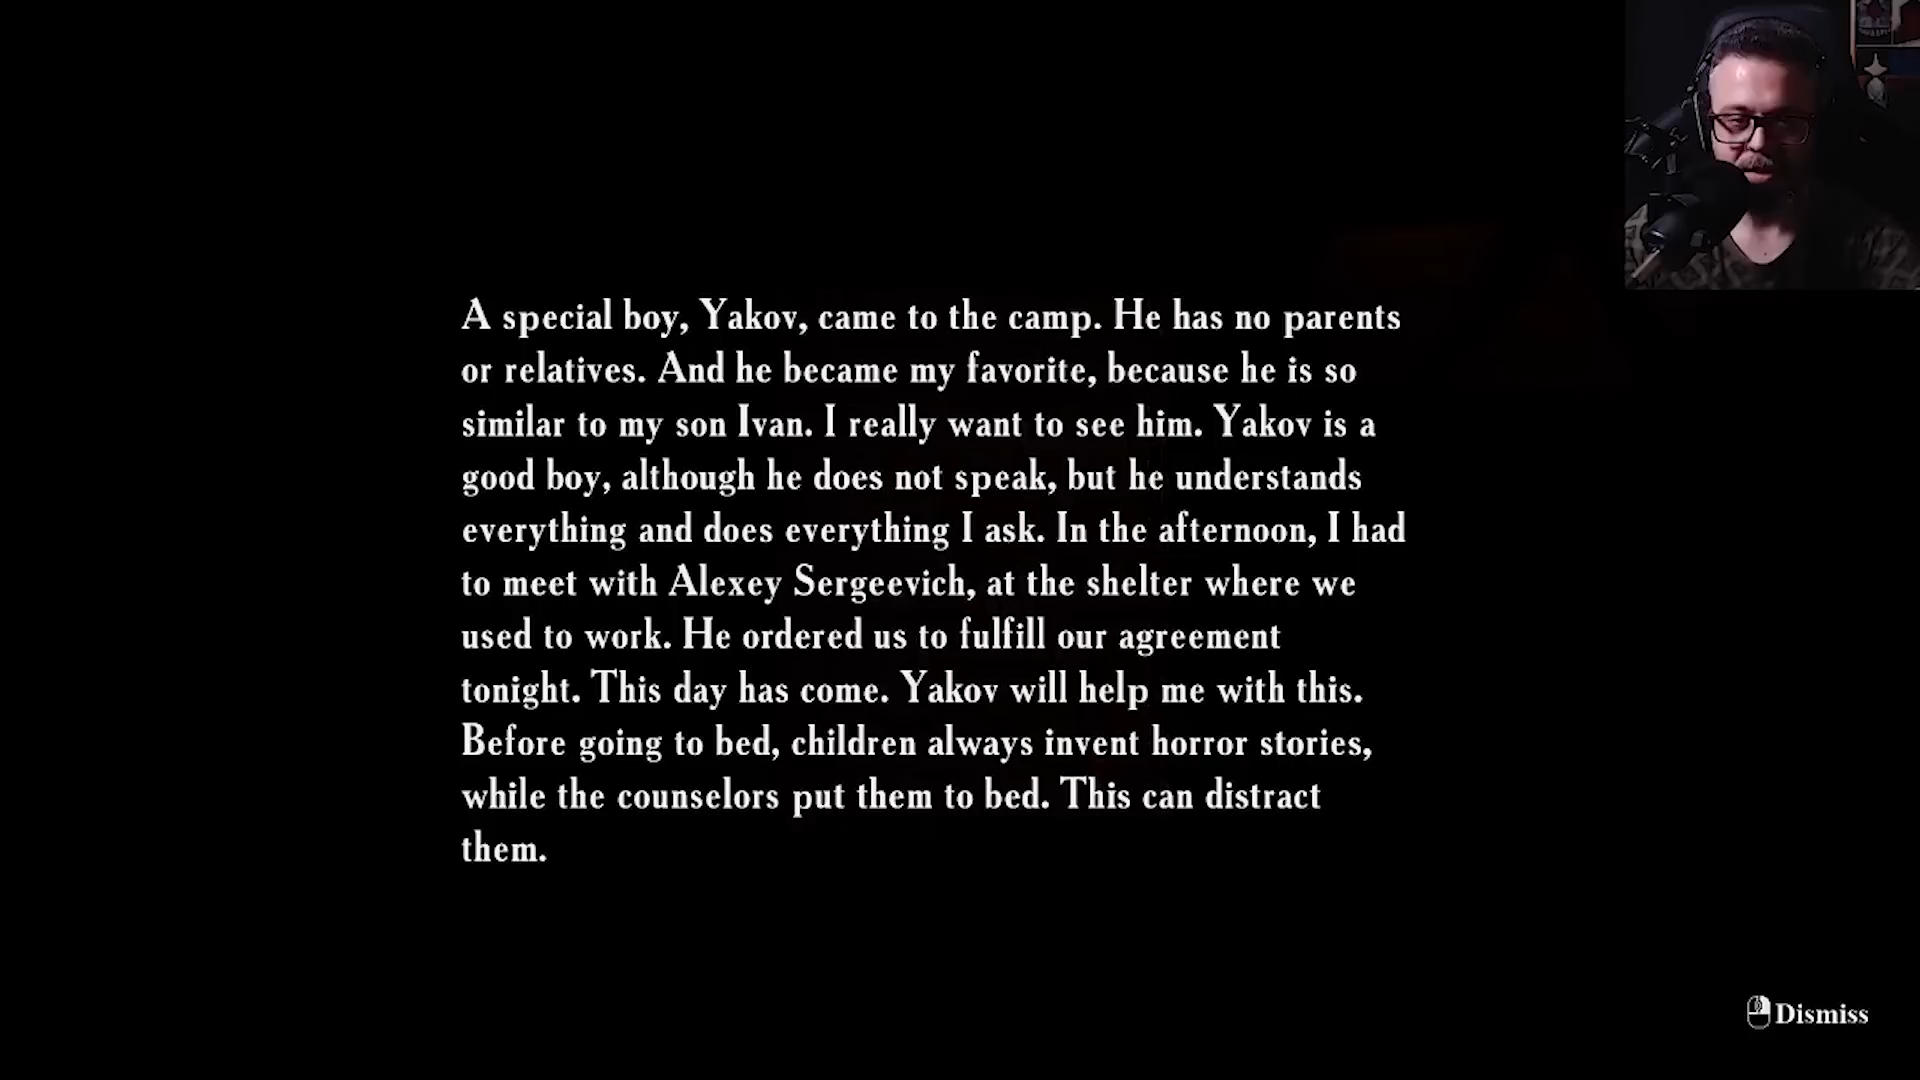 A special boy, Yakov, came to the camp. He has no parents
or relatives. And he became my favorite, because he is so
similar to my son Ivan. I really want to see him. Yakov is a
good boy, although he does not speak, but he understands
everything and does everything I ask. In the afternoon, I had
to meet with Alexey Sergeevich, at the shelter where we
used to work. He ordered us to fulfill our agreement
tonight. This day has come. Yakov will help me with this.
Before going to bed, children always invent horror stories,
while the counselors put them to bed. This can distract
them.
Dismiss